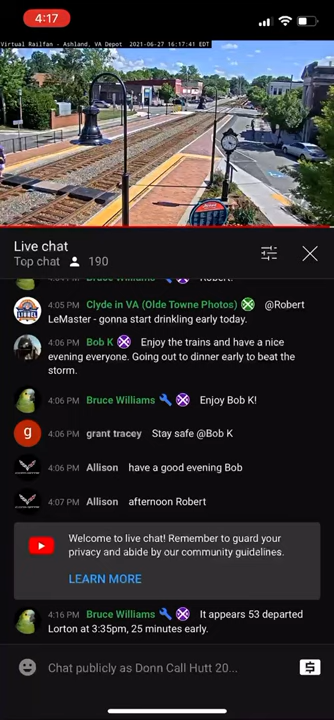 4:17
Virtual Railfan - Ashland, VA Depot 2021-06-27 16:17:41 EDT
Live chat
Top chat 190
Bruce Williams Robert!
4:05 PM Clyde in VA (Olde Towne Photos) @Robert
LeMaster - gonna start drinkling early today.
4:06 PM Bob K Enjoy the trains and have a nice
evening everyone. Going out to dinner early to beat the
storm.
4:06 PM Bruce Williams Enjoy Bob K!
g
4:06 PM grant tracey Stay safe @Bob K
4:06 PM Allison have a good evening Bob
4:07 PM Allison afternoon Robert
Welcome to live chat! Remember to guard your
privacy and abide by our community guidelines.
LEARN MORE
4:16 PM Bruce Williams It appears 53 departed
Lorton at 3:35pm, 25 minutes early.
Chat publicly as Donn Call Hutt 20...